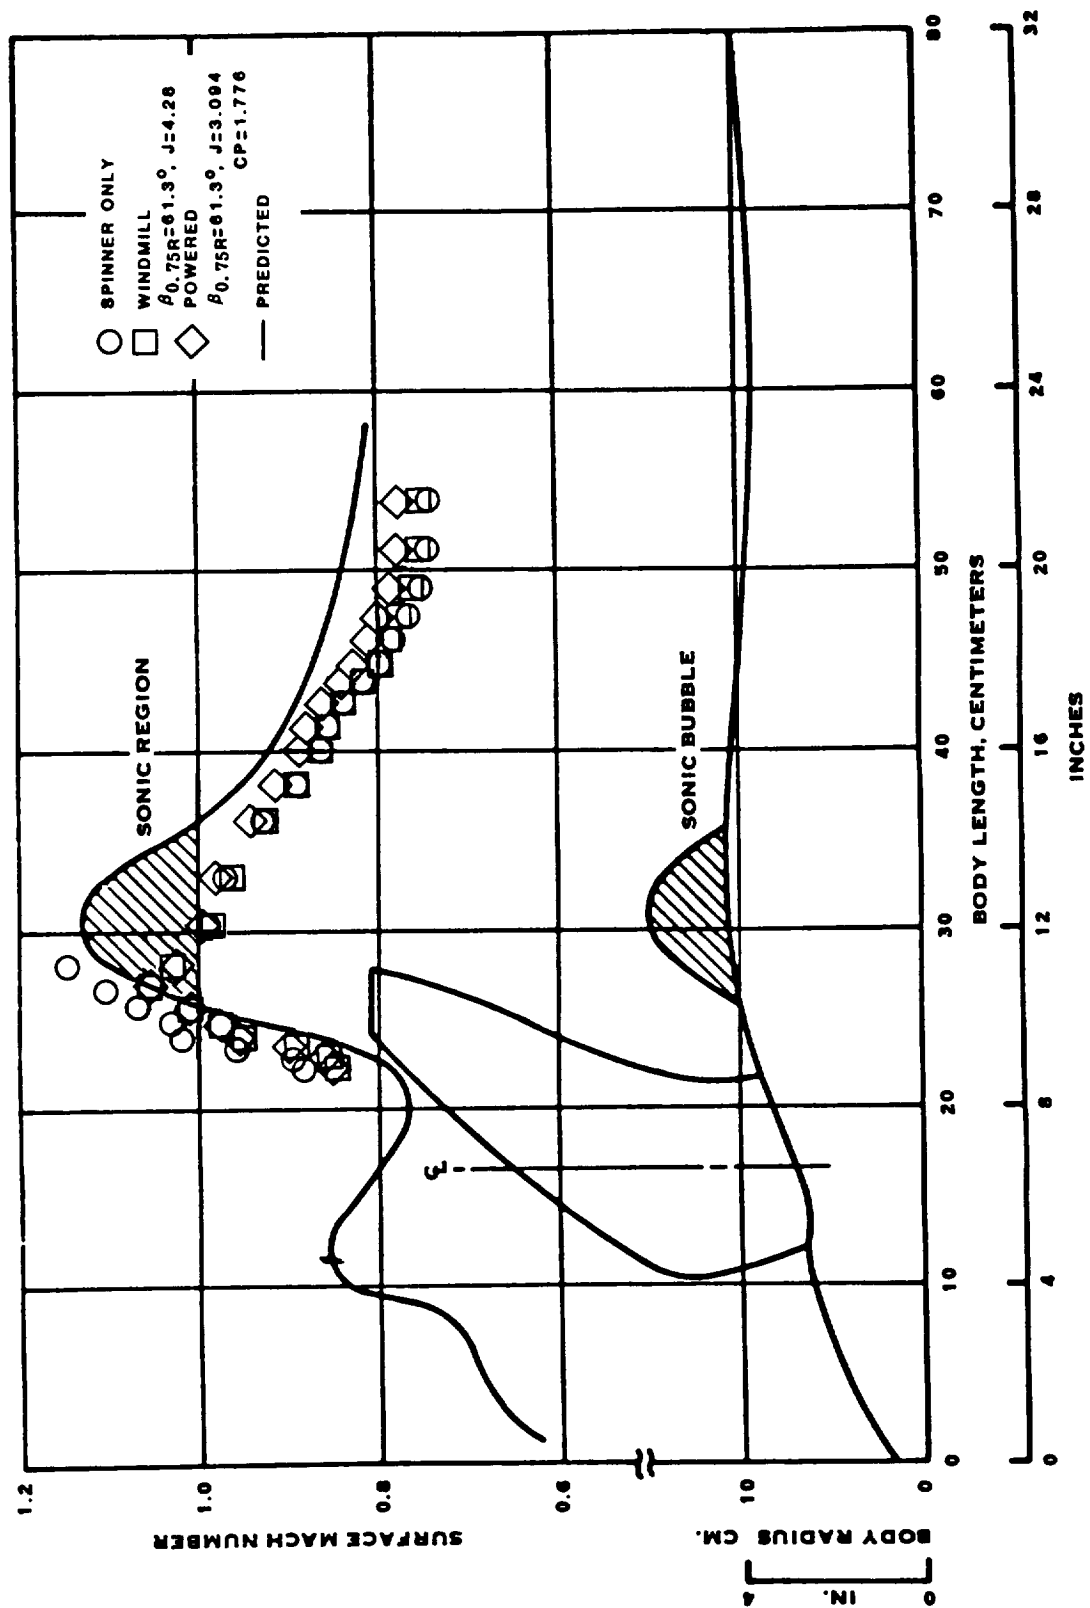 SPINNER ONLY
WINDMILL
β0.75R=61.3°, J=4.28
POWERED
β0.75R=61.3°, J=3.094
CP=1.776
PREDICTED
SONIC REGION
SONIC BUBBLE
℄
SURFACE MACH NUMBER
1.2
1.0
0.8
0.6
BODY RADIUS CM.
10
0
IN.
4
0
0 10 20 30 40 50 60 70 80
BODY LENGTH, CENTIMETERS
0 4 8 12 16 20 24 28 32
INCHES